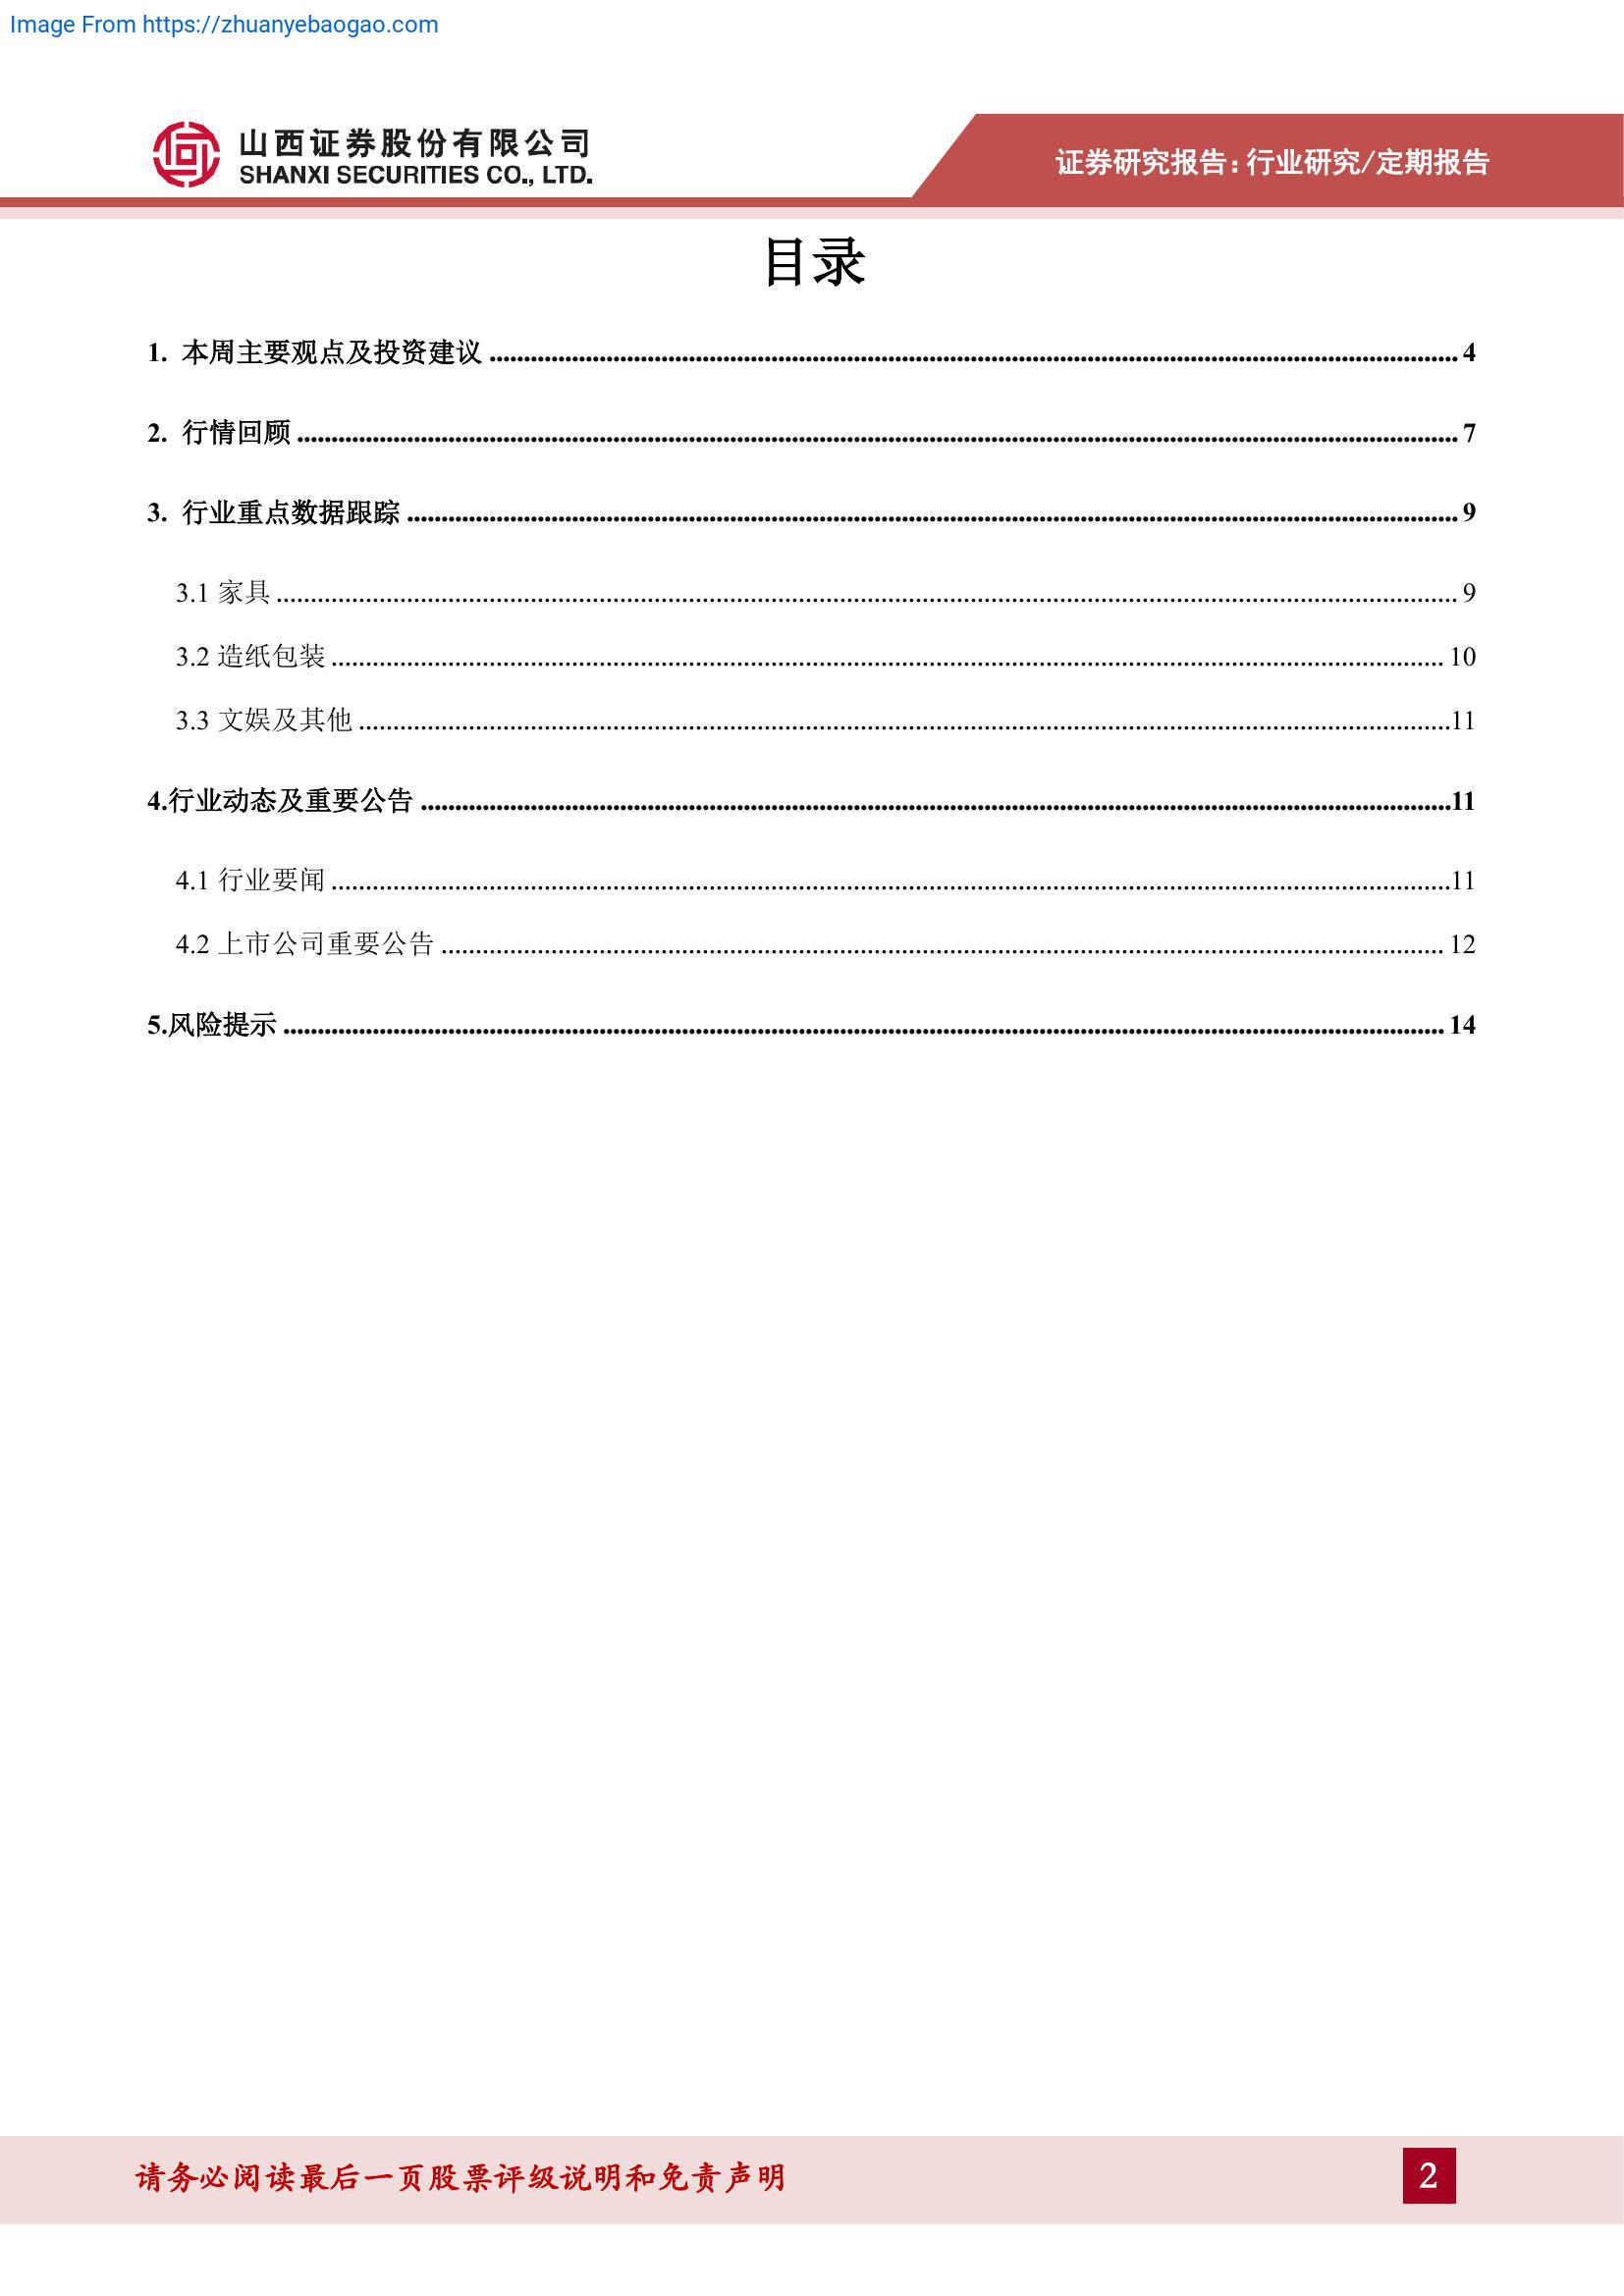 Image From https://zhuanyebaogao.com
山西证券股份有限公司
SHANXI SECURITIES CO., LTD.
证券研究报告：行业研究/定期报告
目录
1. 本周主要观点及投资建议 4
2. 行情回顾 7
3. 行业重点数据跟踪 9
3.1 家具 9
3.2 造纸包装 10
3.3 文娱及其他 11
4.行业动态及重要公告 11
4.1 行业要闻 11
4.2 上市公司重要公告 12
5.风险提示 14
请务必阅读最后一页股票评级说明和免责声明
2